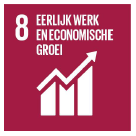 8 EERLIJK WERK
EN ECONOMISCHE
GROEI